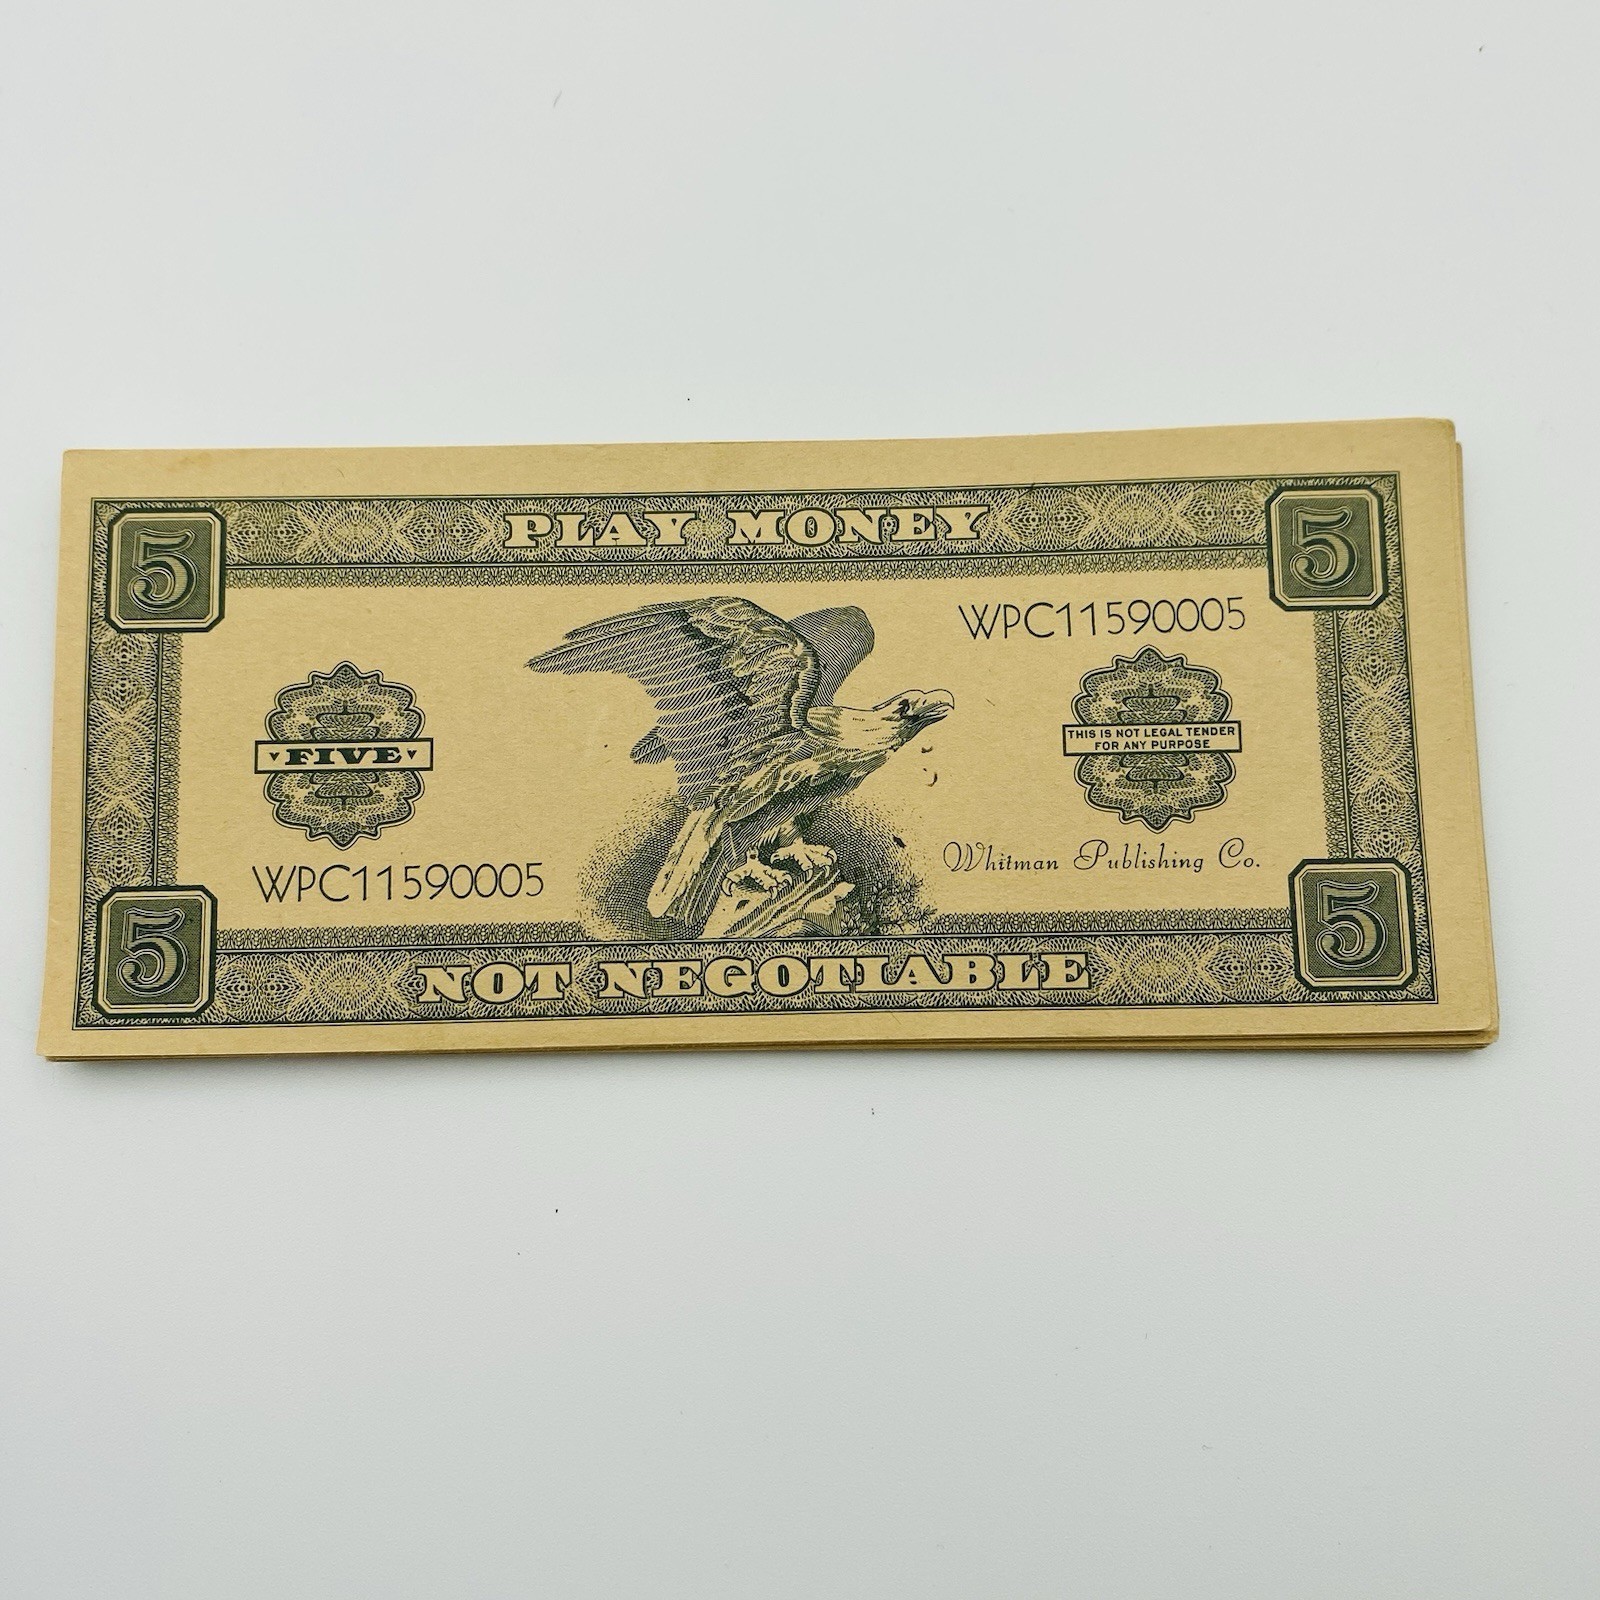 5 PLAY MONEY 5
WPC11590005
FIVE
THIS IS NOT LEGAL TENDER
FOR ANY PURPOSE
WPC11590005
Whitman Publishing Co.
5 NOT NEGOTIABLE 5